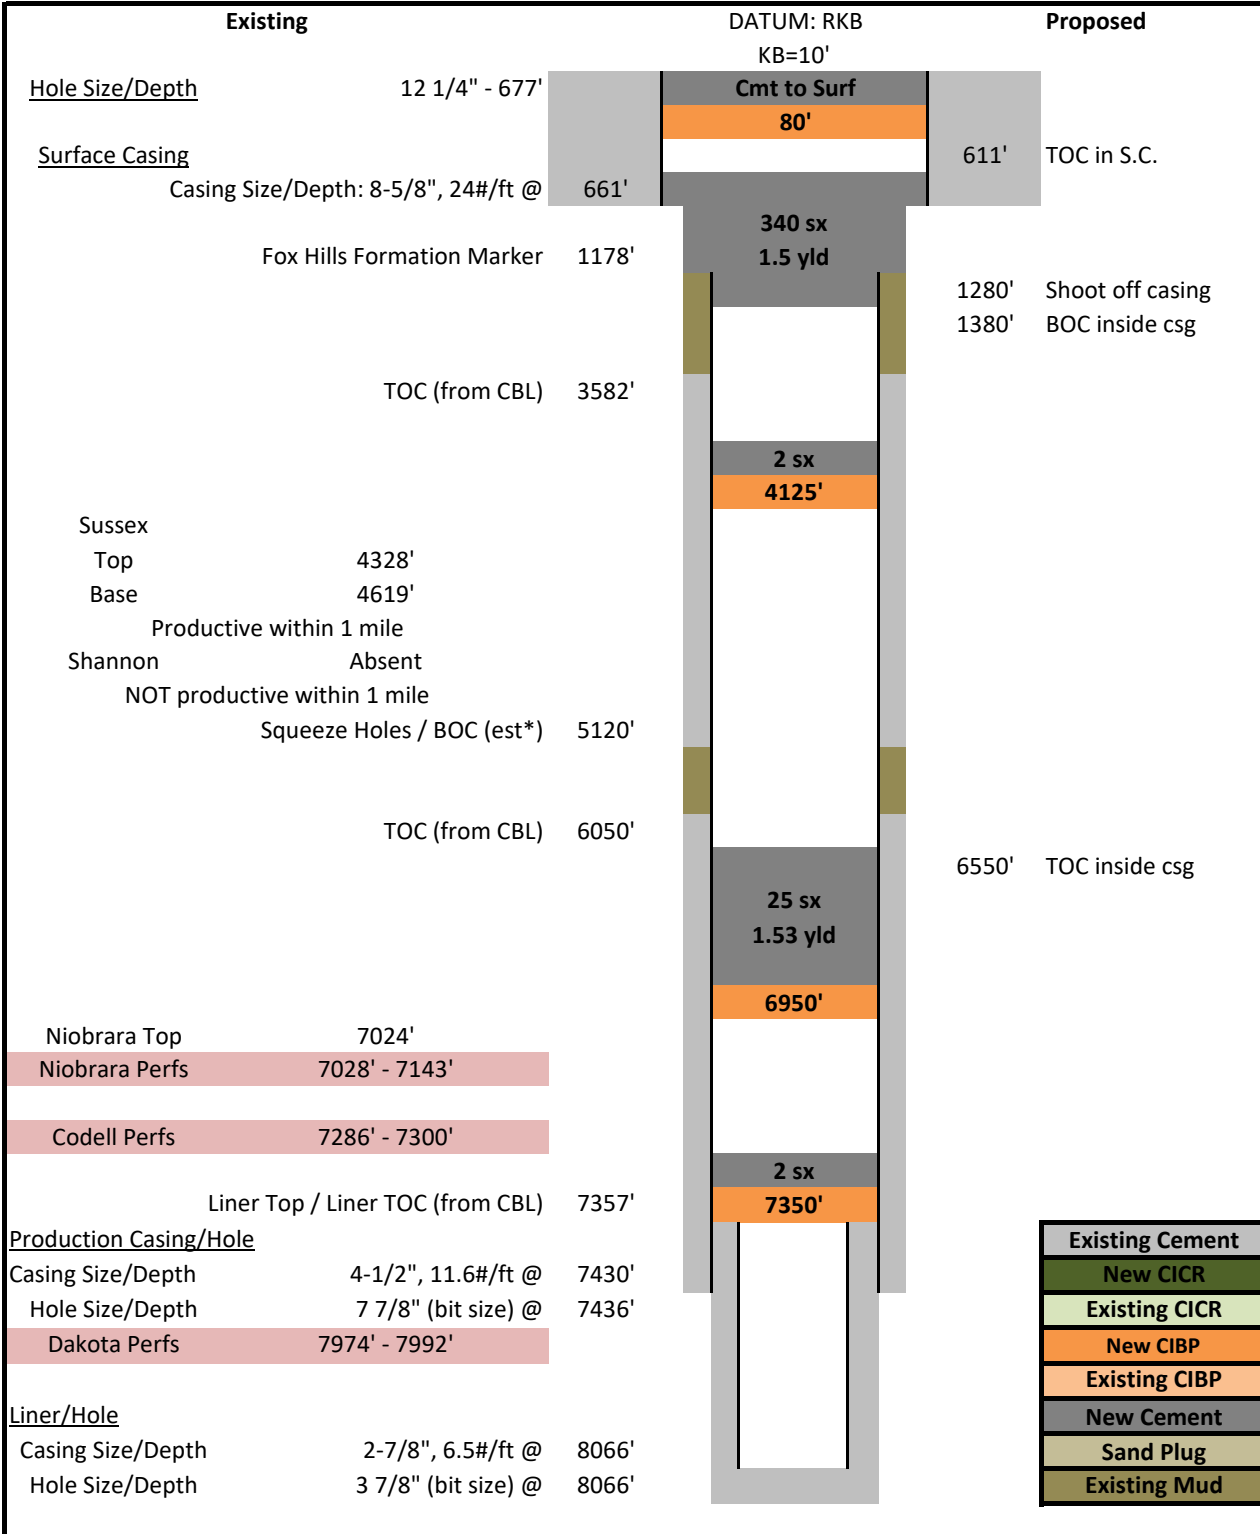 Existing DATUM: RKB Proposed
KB=10'
Hole Size/Depth 12 1/4" - 677' Cmt to Surf
80'
Surface Casing 611' TOC in S.C.
Casing Size/Depth: 8-5/8", 24#/ft @ 661'
340 sx
Fox Hills Formation Marker 1178' 1.5 yld
1280' Shoot off casing
1380' BOC inside csg
TOC (from CBL) 3582'
2 sx
4125'
Sussex
Top 4328'
Base 4619'
Productive within 1 mile
Shannon Absent
NOT productive within 1 mile
Squeeze Holes / BOC (est*) 5120'
TOC (from CBL) 6050'
6550' TOC inside csg
25 sx
1.53 yld
6950'
Niobrara Top 7024'
Niobrara Perfs 7028' - 7143'
Codell Perfs 7286' - 7300'
2 sx
Liner Top / Liner TOC (from CBL) 7357' 7350'
Production Casing/Hole Existing Cement
Casing Size/Depth 4-1/2", 11.6#/ft @ 7430' New CICR
Hole Size/Depth 7 7/8" (bit size) @ 7436' Existing CICR
Dakota Perfs 7974' - 7992' New CIBP
Existing CIBP
Liner/Hole New Cement
Casing Size/Depth 2-7/8", 6.5#/ft @ 8066' Sand Plug
Hole Size/Depth 3 7/8" (bit size) @ 8066' Existing Mud